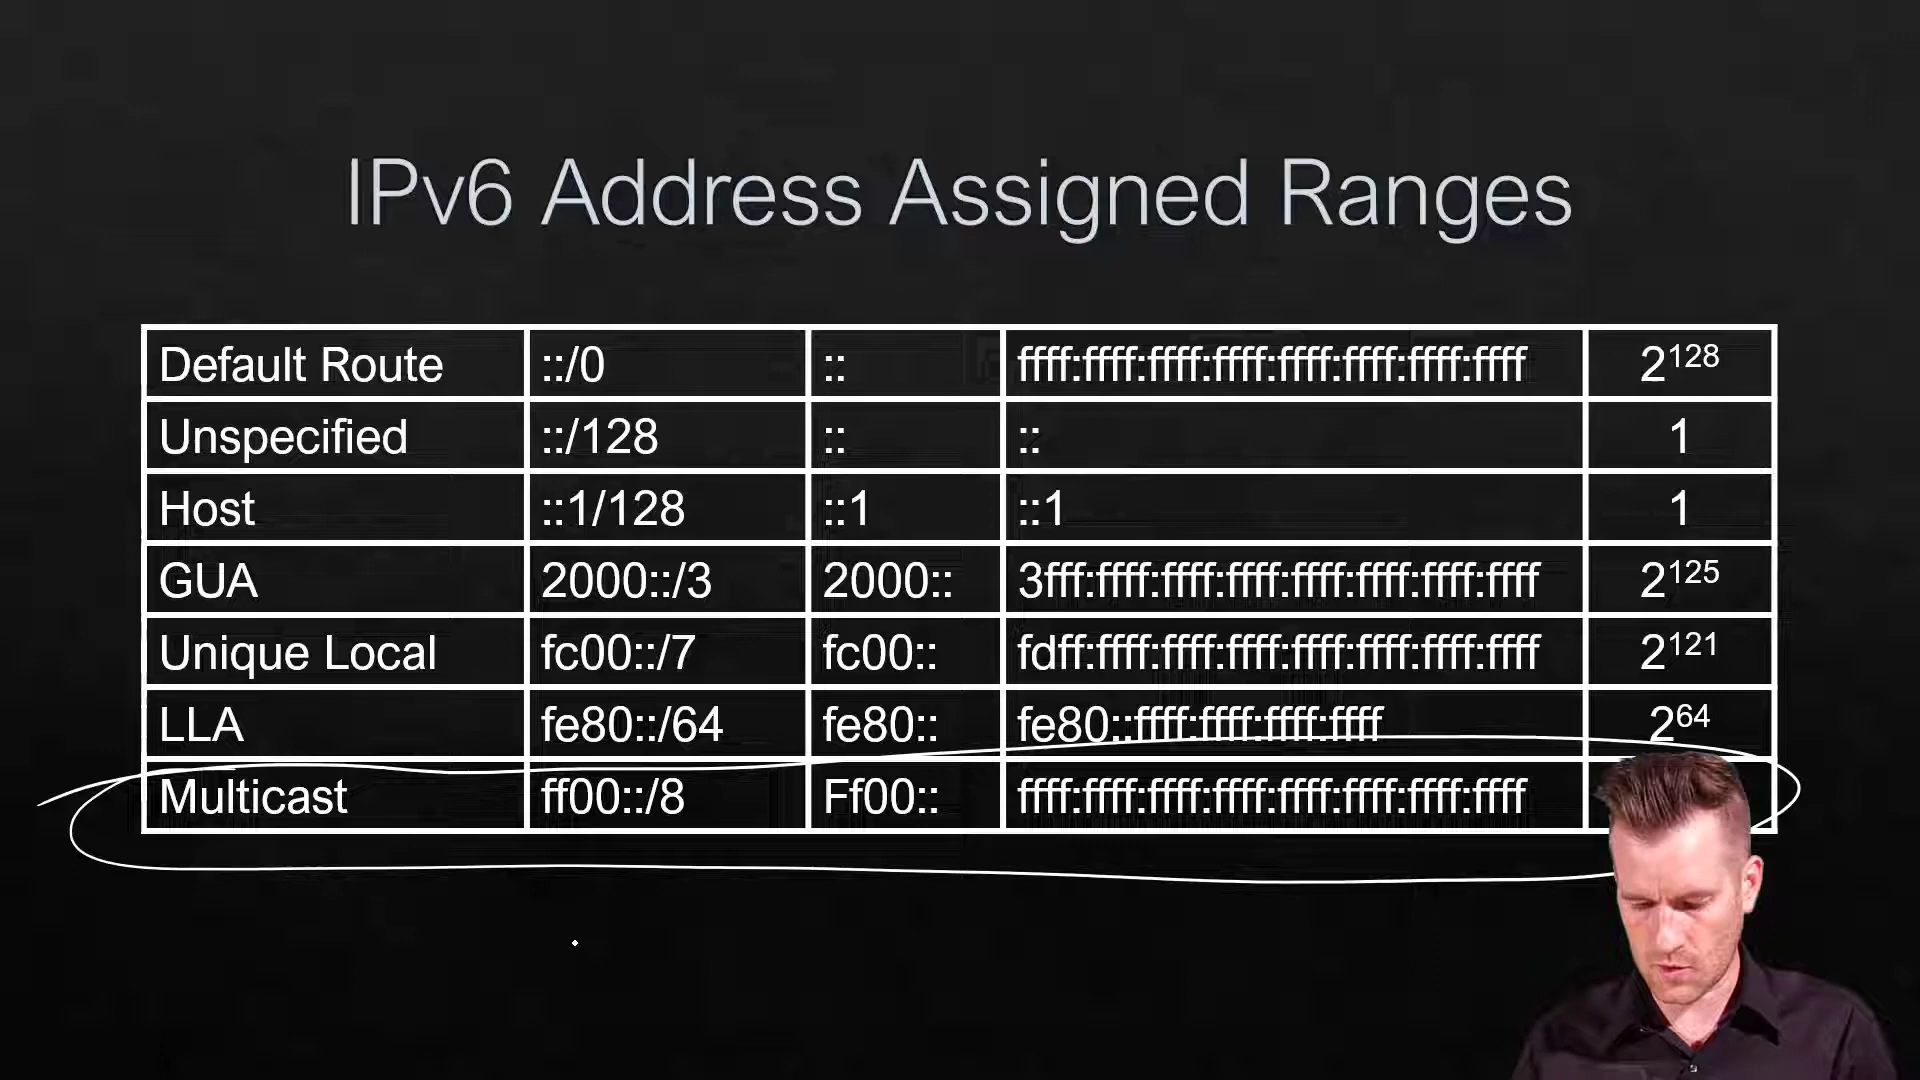 IPv6 Address Assigned Ranges
Default Route ::/0 :: ffff:ffff:ffff:ffff:ffff:ffff:ffff:ffff 2¹²⁸
Unspecified ::/128 :: :: 1
Host ::1/128 ::1 ::1 1
GUA 2000::/3 2000:: 3fff:ffff:ffff:ffff:ffff:ffff:ffff:ffff 2¹²⁵
Unique Local fc00::/7 fc00:: fdff:ffff:ffff:ffff:ffff:ffff:ffff:ffff 2¹²¹
LLA fe80::/64 fe80:: fe80::ffff:ffff:ffff:ffff 2⁶⁴
Multicast ff00::/8 Ff00:: ffff:ffff:ffff:ffff:ffff:ffff:ffff:ffff